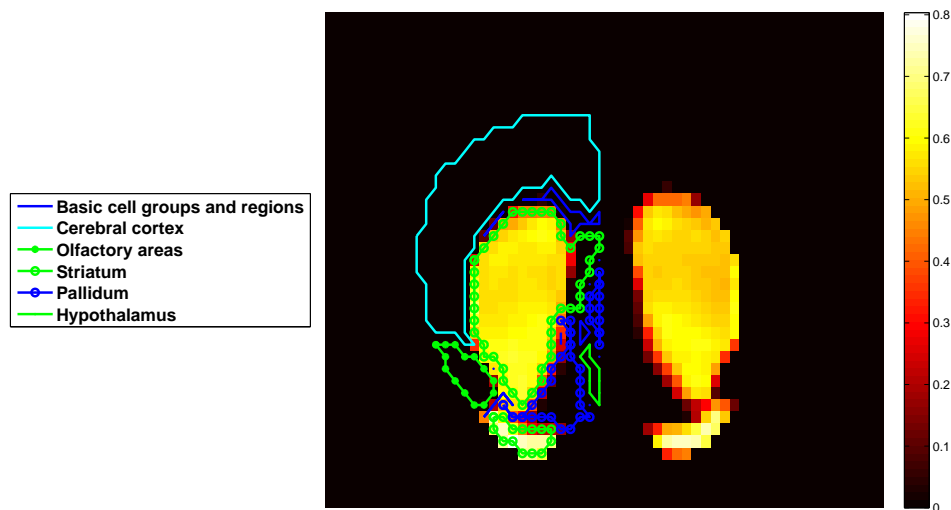 Basic cell groups and regions
Cerebral cortex
Olfactory areas
Striatum
Pallidum
Hypothalamus
0.8
0.7
0.6
0.5
0.4
0.3
0.2
0.1
0